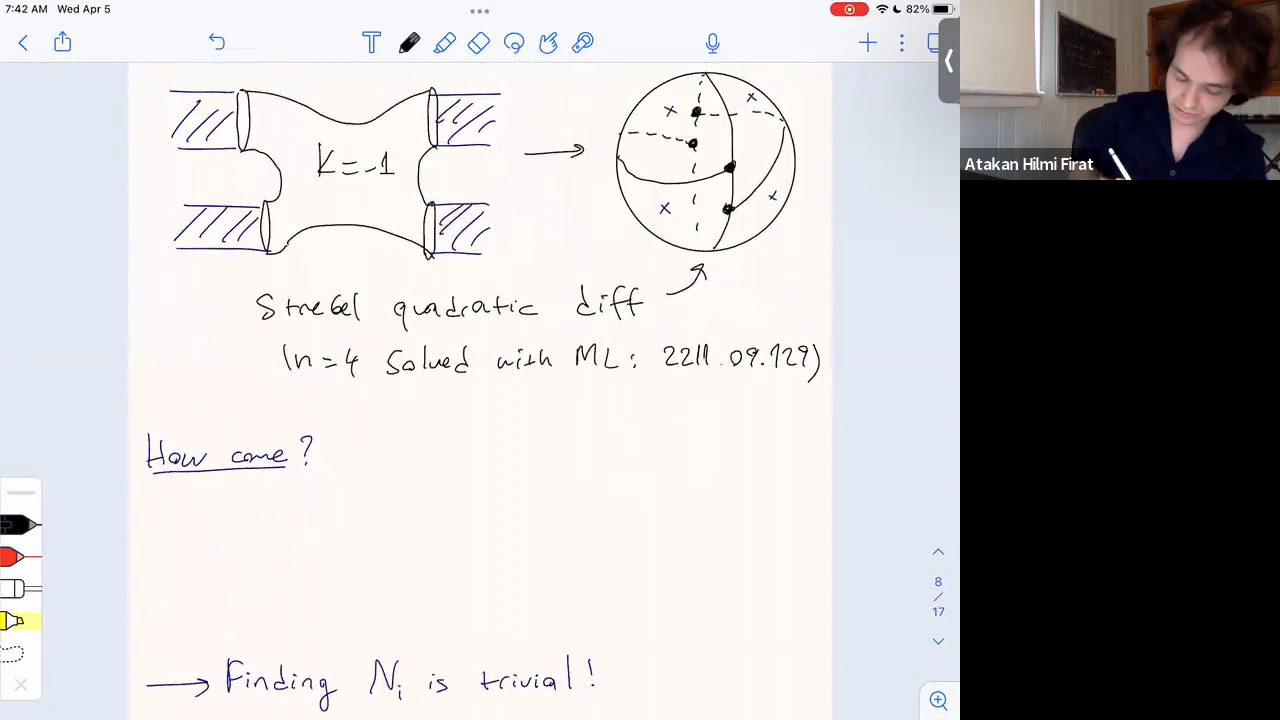 7:42 AM Wed Apr 5
82%
K = -1
x x
x x
Strebel quadratic diff
(n = 4 solved with ML: 2211.09.129)
How come?
→ Finding Nᵢ is trivial!
8
/
17
Atakan Hilmi Firat